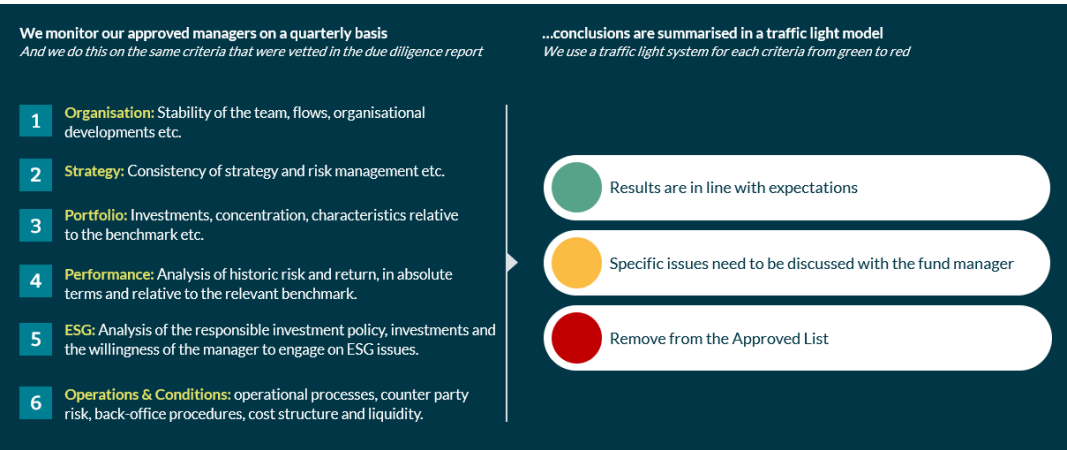 We monitor our approved managers on a quarterly basis
And we do this on the same criteria that were vetted in the due diligence report
1
Organisation: Stability of the team, flows, organisational
developments etc.
2
Strategy: Consistency of strategy and risk management etc.
3
Portfolio: Investments, concentration, characteristics relative
to the benchmark etc.
4
Performance: Analysis of historic risk and return, in absolute
terms and relative to the relevant benchmark.
5
ESG: Analysis of the responsible investment policy, investments and
the willingness of the manager to engage on ESG issues.
6
Operations & Conditions: operational processes, counter party
risk, back-office procedures, cost structure and liquidity.
...conclusions are summarised in a traffic light model
We use a traffic light system for each criteria from green to red
Results are in line with expectations
Specific issues need to be discussed with the fund manager
Remove from the Approved List